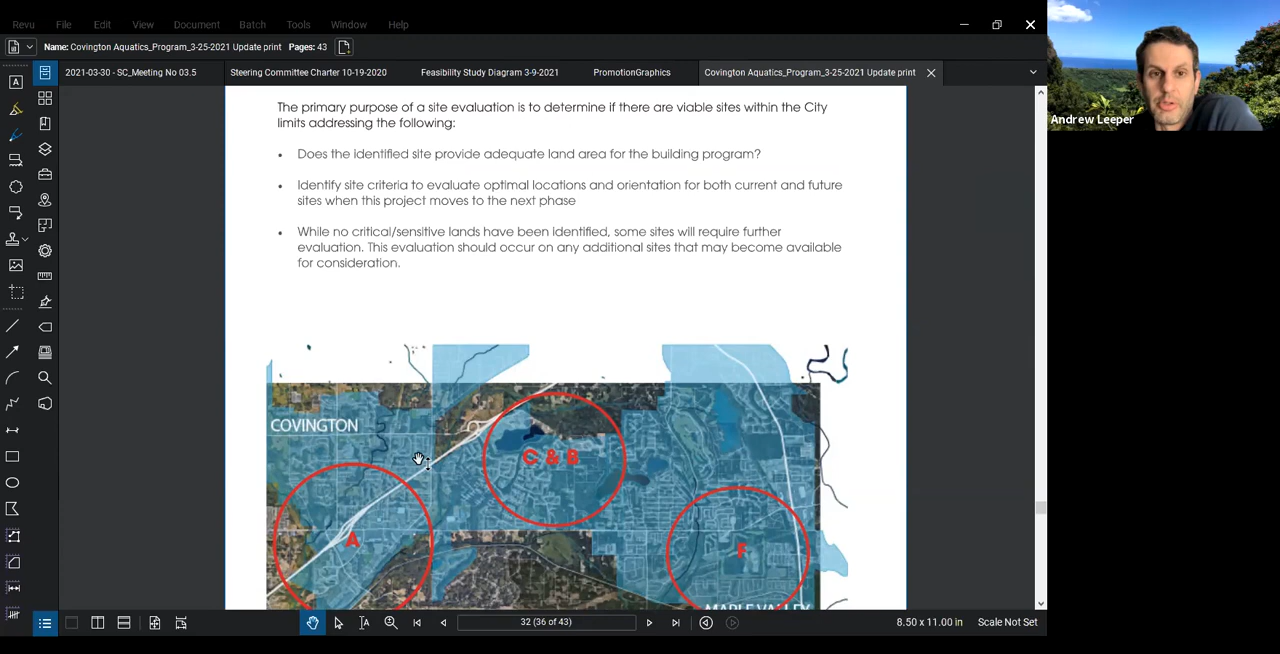 Revu File Edit View Document Batch Tools Window Help
Name: Covington Aquatics_Program_3-25-2021 Update print Pages: 43
2021-03-30 - SC_Meeting No 03.5 Steering Committee Charter 10-19-2020 Feasibility Study Diagram 3-9-2021 PromotionGraphics Covington Aquatics_Program_3-25-2021 Update print
Andrew Leeper
The primary purpose of a site evaluation is to determine if there are viable sites within the City
limits addressing the following:
• Does the identified site provide adequate land area for the building program?
• Identify site criteria to evaluate optimal locations and orientation for both current and future
sites when this project moves to the next phase
• While no critical/sensitive lands have been identified, some sites will require further
evaluation. This evaluation should occur on any additional sites that may become available
for consideration.
COVINGTON
C & B
A
F
MAPLE VALLEY
32 (36 of 43)
8.50 x 11.00 in Scale Not Set